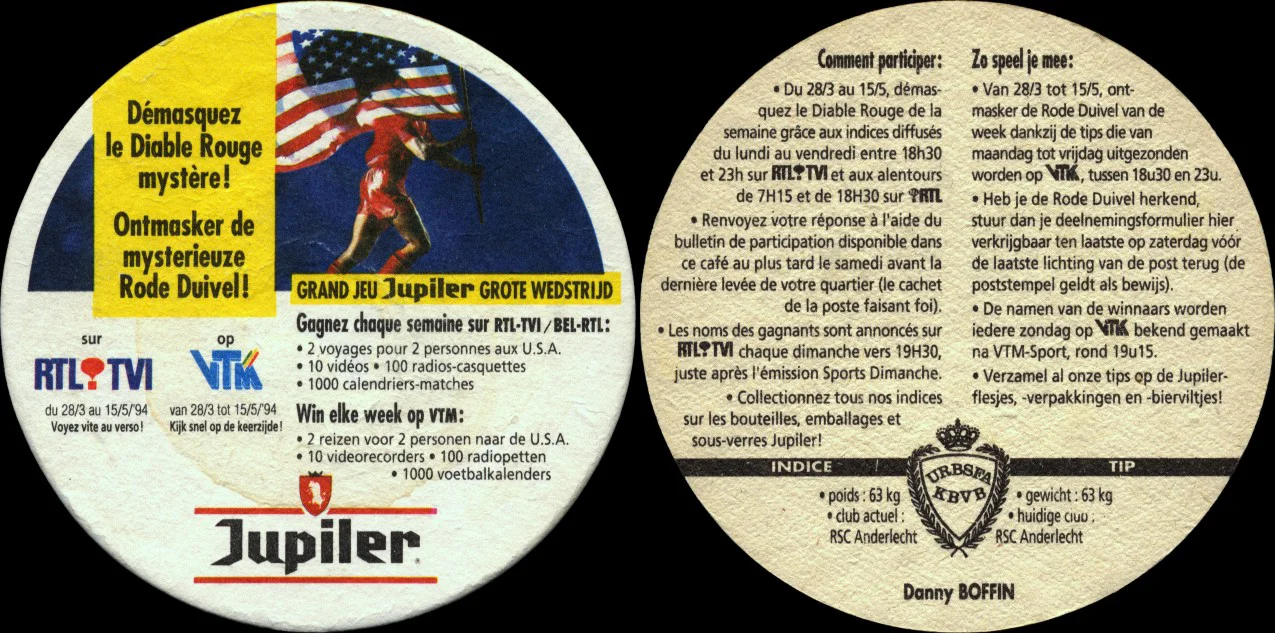 Démasquez
le Diable Rouge
mystère!
Ontmasker de
mysterieuze
Rode Duivel!
GRAND JEU Jupiler GROTE WEDSTRIJD
sur
RTL TVI
du 28/3 au 15/5/'94
Voyez vite au verso!
op
VTM
van 28/3 tot 15/5/'94
Kijk snel op de keerzijde!
Gagnez chaque semaine sur RTL-TVI / BEL-RTL:
• 2 voyages pour 2 personnes aux U.S.A.
• 10 vidéos • 100 radios-casquettes
• 1000 calendriers-matches
Win elke week op VTM:
• 2 reizen voor 2 personen naar de U.S.A.
• 10 videorecorders • 100 radiopetten
• 1000 voetbalkalenders
Jupiler
Comment participer:
• Du 28/3 au 15/5, démas-
quez le Diable Rouge de la
semaine grâce aux indices diffusés
du lundi au vendredi entre 18h30
et 23h sur RTL TVI et aux alentours
de 7H15 et de 18H30 sur RTL
• Renvoyez votre réponse à l'aide du
bulletin de participation disponible dans
ce café au plus tard le samedi avant la
dernière levée de votre quartier (le cachet
de la poste faisant foi).
• Les noms des gagnants sont annoncés sur
RTL TVI chaque dimanche vers 19H30,
juste après l'émission Sports Dimanche.
• Collectionnez tous nos indices
sur les bouteilles, emballages et
sous-verres Jupiler!
Zo speel je mee:
• Van 28/3 tot 15/5, ont-
masker de Rode Duivel van de
week dankzij de tips die van
maandag tot vrijdag uitgezonden
worden op VTM, tussen 18u30 en 23u.
• Heb je de Rode Duivel herkend,
stuur dan je deelnemingsformulier hier
verkrijgbaar ten laatste op zaterdag vóór
de laatste lichting van de post terug (de
poststempel geldt als bewijs).
• De namen van de winnaars worden
iedere zondag op VTM bekend gemaakt
na VTM-Sport, rond 19u15.
• Verzamel al onze tips op de Jupiler-
flesjes, -verpakkingen en -bierviltjes!
INDICE
• poids : 63 kg
• club actuel :
RSC Anderlecht
URBSFA
KBVB
TIP
• gewicht : 63 kg
• huidige club :
RSC Anderlecht
Danny BOFFIN